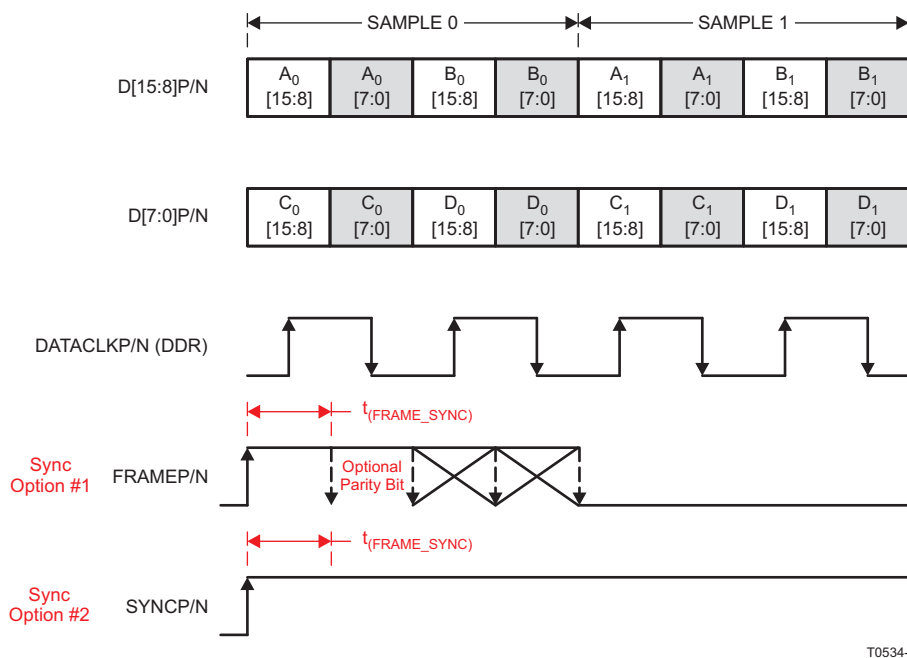 SAMPLE 0 SAMPLE 1
D[15:8]P/N A0 [15:8] A0 [7:0] B0 [15:8] B0 [7:0] A1 [15:8] A1 [7:0] B1 [15:8] B1 [7:0]
D[7:0]P/N C0 [15:8] C0 [7:0] D0 [15:8] D0 [7:0] C1 [15:8] C1 [7:0] D1 [15:8] D1 [7:0]
DATACLKP/N (DDR)
t(FRAME_SYNC)
Sync Option #1 FRAMEP/N Optional Parity Bit
t(FRAME_SYNC)
Sync Option #2 SYNCP/N
T0534-